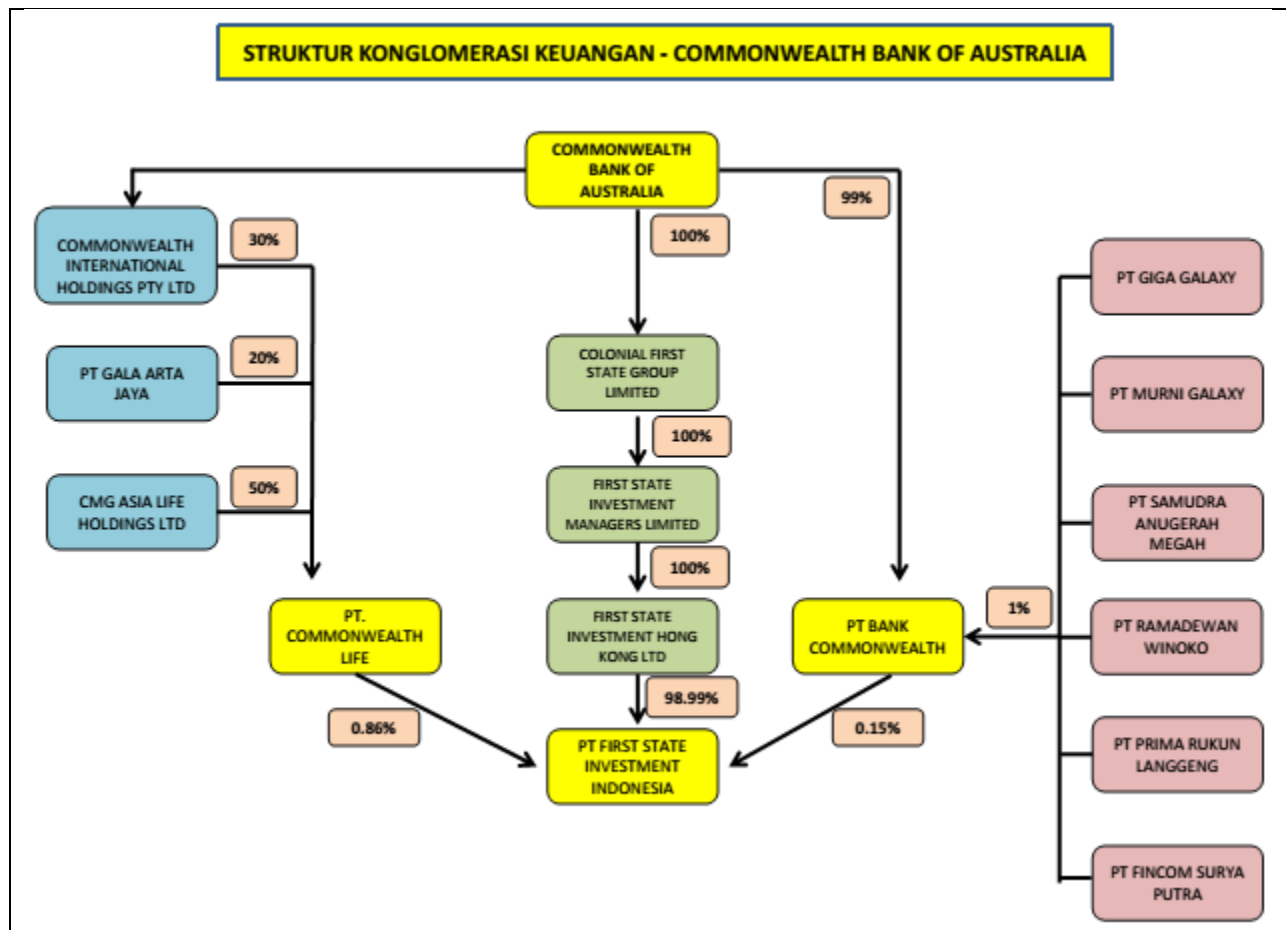 STRUKTUR KONGLOMERASI KEUANGAN - COMMONWEALTH BANK OF AUSTRALIA
COMMONWEALTH
BANK OF
AUSTRALIA
99%
30%
100%
COMMONWEALTH
INTERNATIONAL
HOLDINGS PTY LTD
PT GIGA GALAXY
20%
PT GALA ARTA
JAYA
COLONIAL FIRST
STATE GROUP
LIMITED
PT MURNI GALAXY
100%
50%
CMG ASIA LIFE
HOLDINGS LTD
FIRST STATE
INVESTMENT
MANAGERS LIMITED
PT SAMUDRA
ANUGERAH
MEGAH
100%
PT.
COMMONWEALTH
LIFE
FIRST STATE
INVESTMENT HONG
KONG LTD
PT BANK
COMMONWEALTH
1%
PT RAMADEWAN
WINOKO
98.99%
0.86%
0.15%
PT FIRST STATE
INVESTMENT
INDONESIA
PT PRIMA RUKUN
LANGGENG
PT FINCOM SURYA
PUTRA